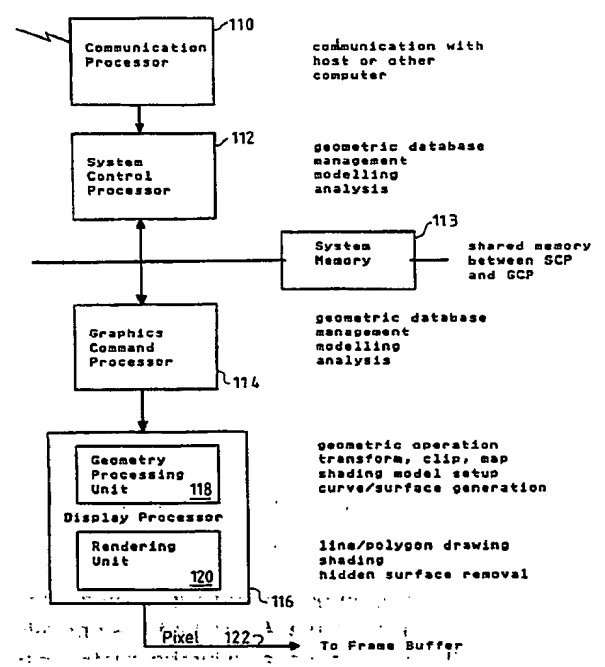 110
Communication
Processor
communication with
host or other
computer
112
System
Control
Processor
geometric database
management
modelling
analysis
113
System
Memory
shared memory
between SCP
and GCP
Graphics
Command
Processor
114
geometric database
management
modelling
analysis
Geometry
Processing
Unit 118
geometric operation
transform, clip, map
shading model setup
curve/surface generation
Display Processor
Rendering
Unit 120
line/polygon drawing
shading
hidden surface removal
116
Pixel 122
To Frame Buffer